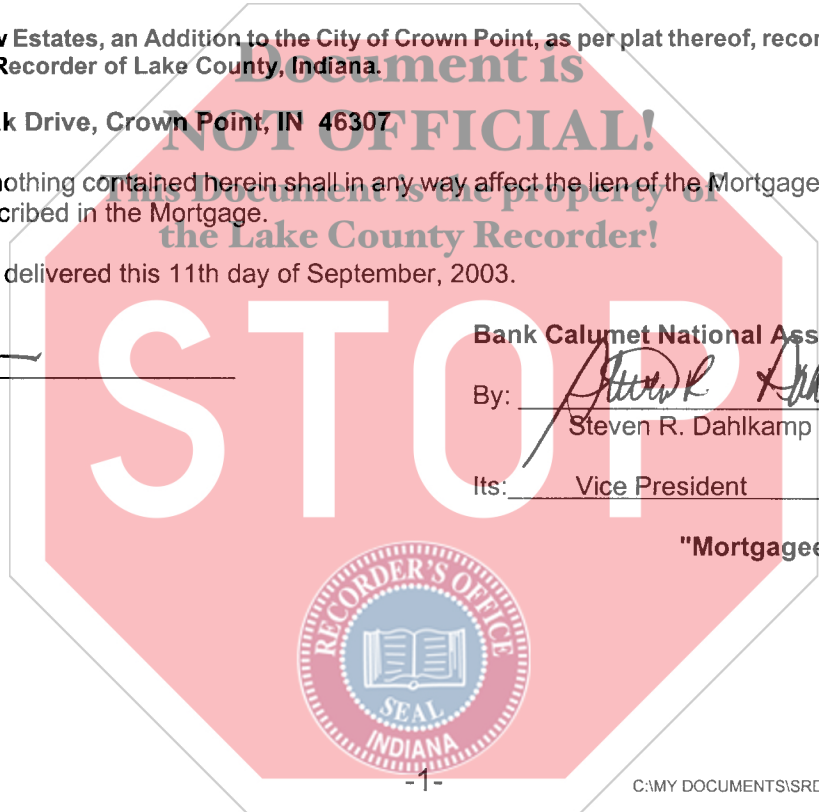 Estates, an Addition to the City of Crown Point, as per plat thereof, recor
Recorder of Lake County, Indiana.
Document is
k Drive, Crown Point, IN 46307
NOT OFFICIAL!
nothing contained herein shall in any way affect the lien of the Mortgage
This Document is the property of
cribed in the Mortgage.
the Lake County Recorder!
delivered this 11th day of September, 2003.
STOP
Bank Calumet National Ass
By:
Steven R. Dahlkamp
Its: Vice President
"Mortgagee
RECORDER'S OFFICE
SEAL
INDIANA
-1-
C:\MY DOCUMENTS\SRD